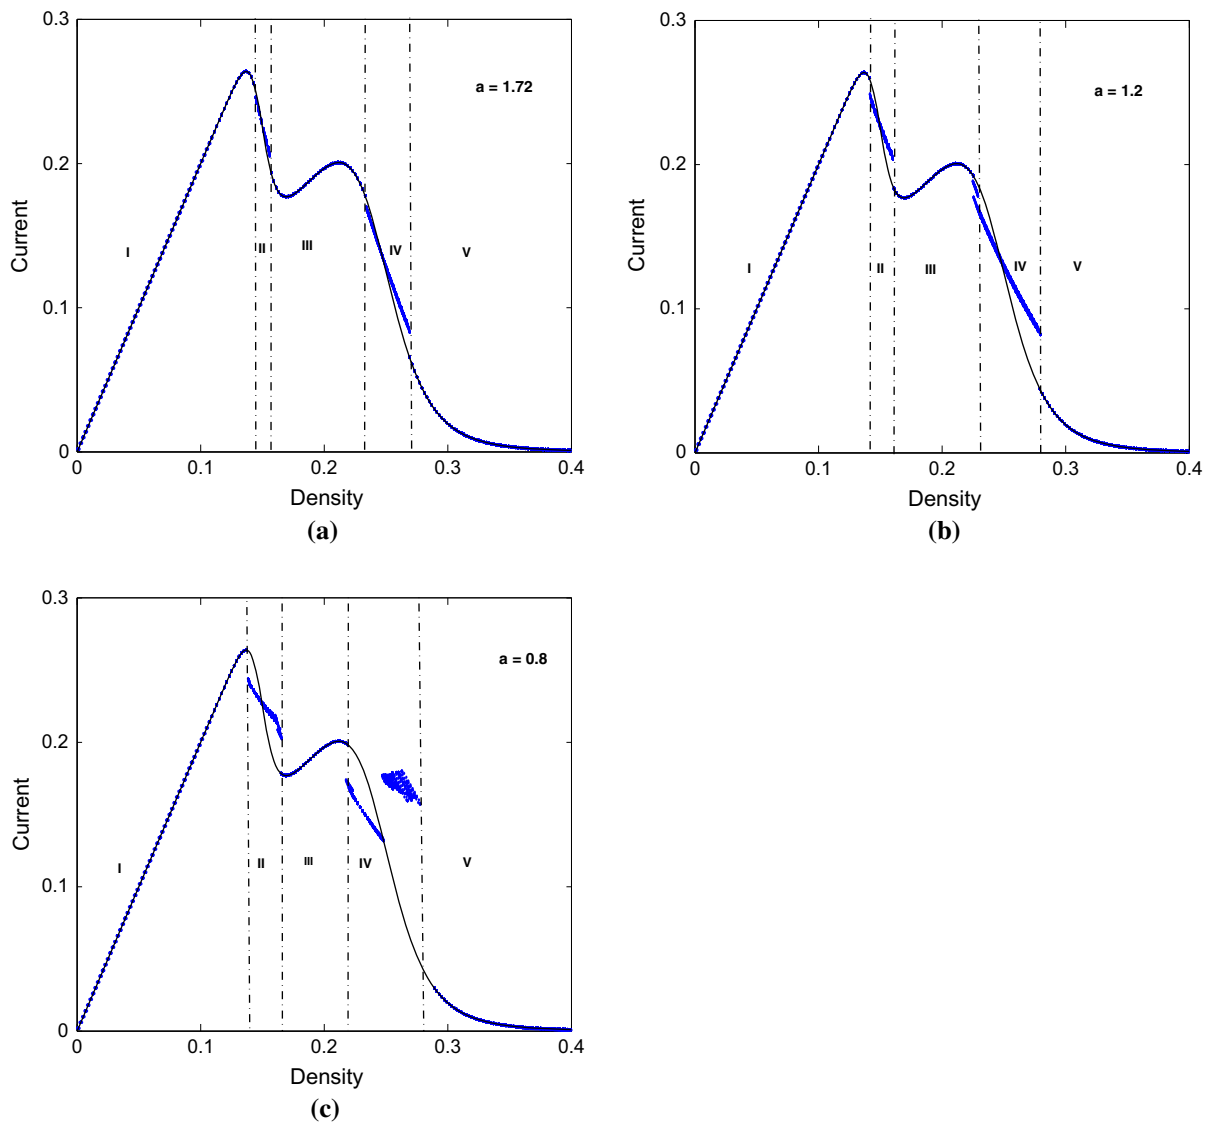 0.3
a = 1.72
0.2
Current
I
II
III
IV
V
0.1
0
0
0.1
0.2
0.3
0.4
Density
(a)
0.3
a = 1.2
0.2
Current
I
II
III
IV
V
0.1
0
0
0.1
0.2
0.3
0.4
Density
(b)
0.3
a = 0.8
0.2
Current
I
II
III
IV
V
0.1
0
0
0.1
0.2
0.3
0.4
Density
(c)